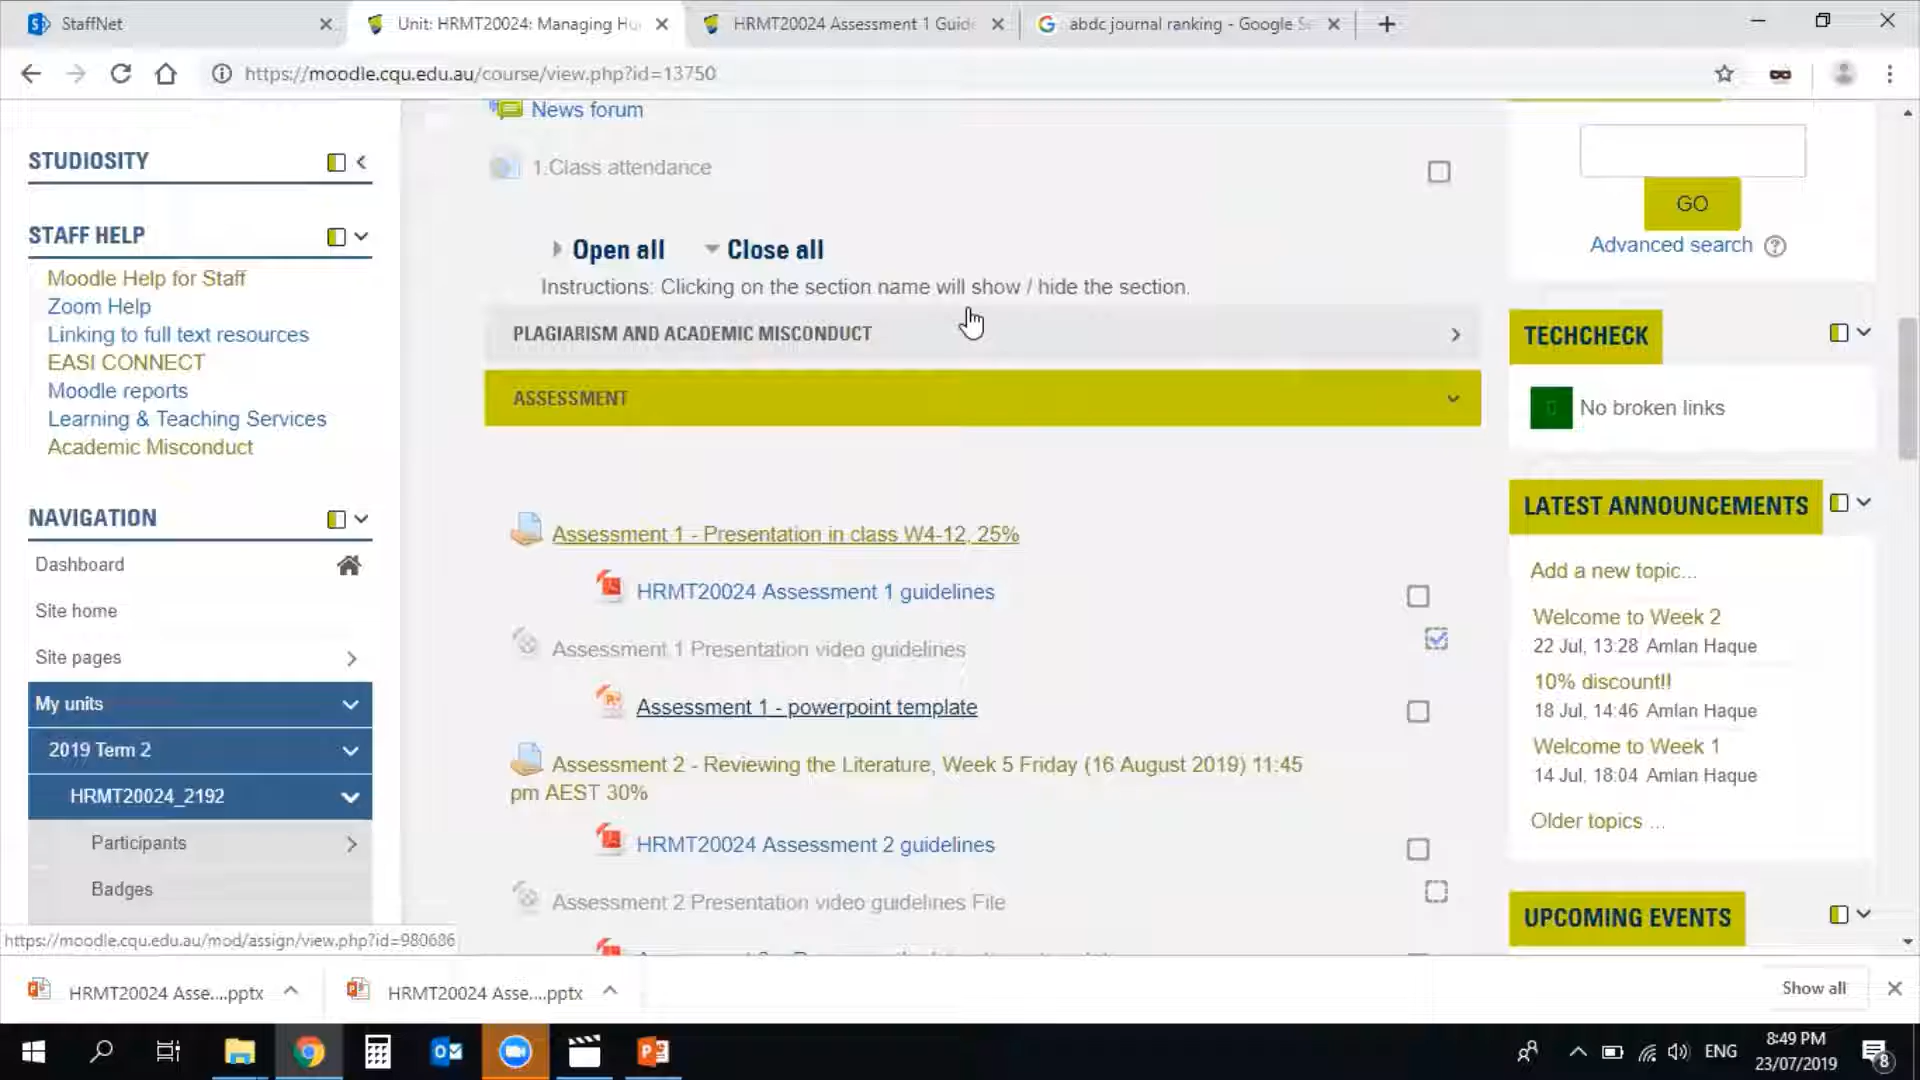 StaffNet
Unit: HRMT20024: Managing Hu
HRMT20024 Assessment 1 Guide
abdc journal ranking - Google Se
https://moodle.cqu.edu.au/course/view.php?id=13750
News forum
1.Class attendance
Open all
Close all
Instructions: Clicking on the section name will show / hide the section.
PLAGIARISM AND ACADEMIC MISCONDUCT
ASSESSMENT
Assessment 1 - Presentation in class W4-12, 25%
HRMT20024 Assessment 1 guidelines
Assessment 1 Presentation video guidelines
Assessment 1 - powerpoint template
Assessment 2 - Reviewing the Literature, Week 5 Friday (16 August 2019) 11:45
pm AEST 30%
HRMT20024 Assessment 2 guidelines
Assessment 2 Presentation video guidelines File
STUDIOSITY
STAFF HELP
Moodle Help for Staff
Zoom Help
Linking to full text resources
EASI CONNECT
Moodle reports
Learning & Teaching Services
Academic Misconduct
NAVIGATION
Dashboard
Site home
Site pages
My units
2019 Term 2
HRMT20024_2192
Participants
Badges
GO
Advanced search
TECHCHECK
No broken links
LATEST ANNOUNCEMENTS
Add a new topic...
Welcome to Week 2
22 Jul, 13:28 Amlan Haque
10% discount!!
18 Jul, 14:46 Amlan Haque
Welcome to Week 1
14 Jul, 18:04 Amlan Haque
Older topics ...
UPCOMING EVENTS
https://moodle.cqu.edu.au/mod/assign/view.php?id=980686
HRMT20024 Asse....pptx
HRMT20024 Asse....pptx
Show all
ENG
8:49 PM
23/07/2019
8